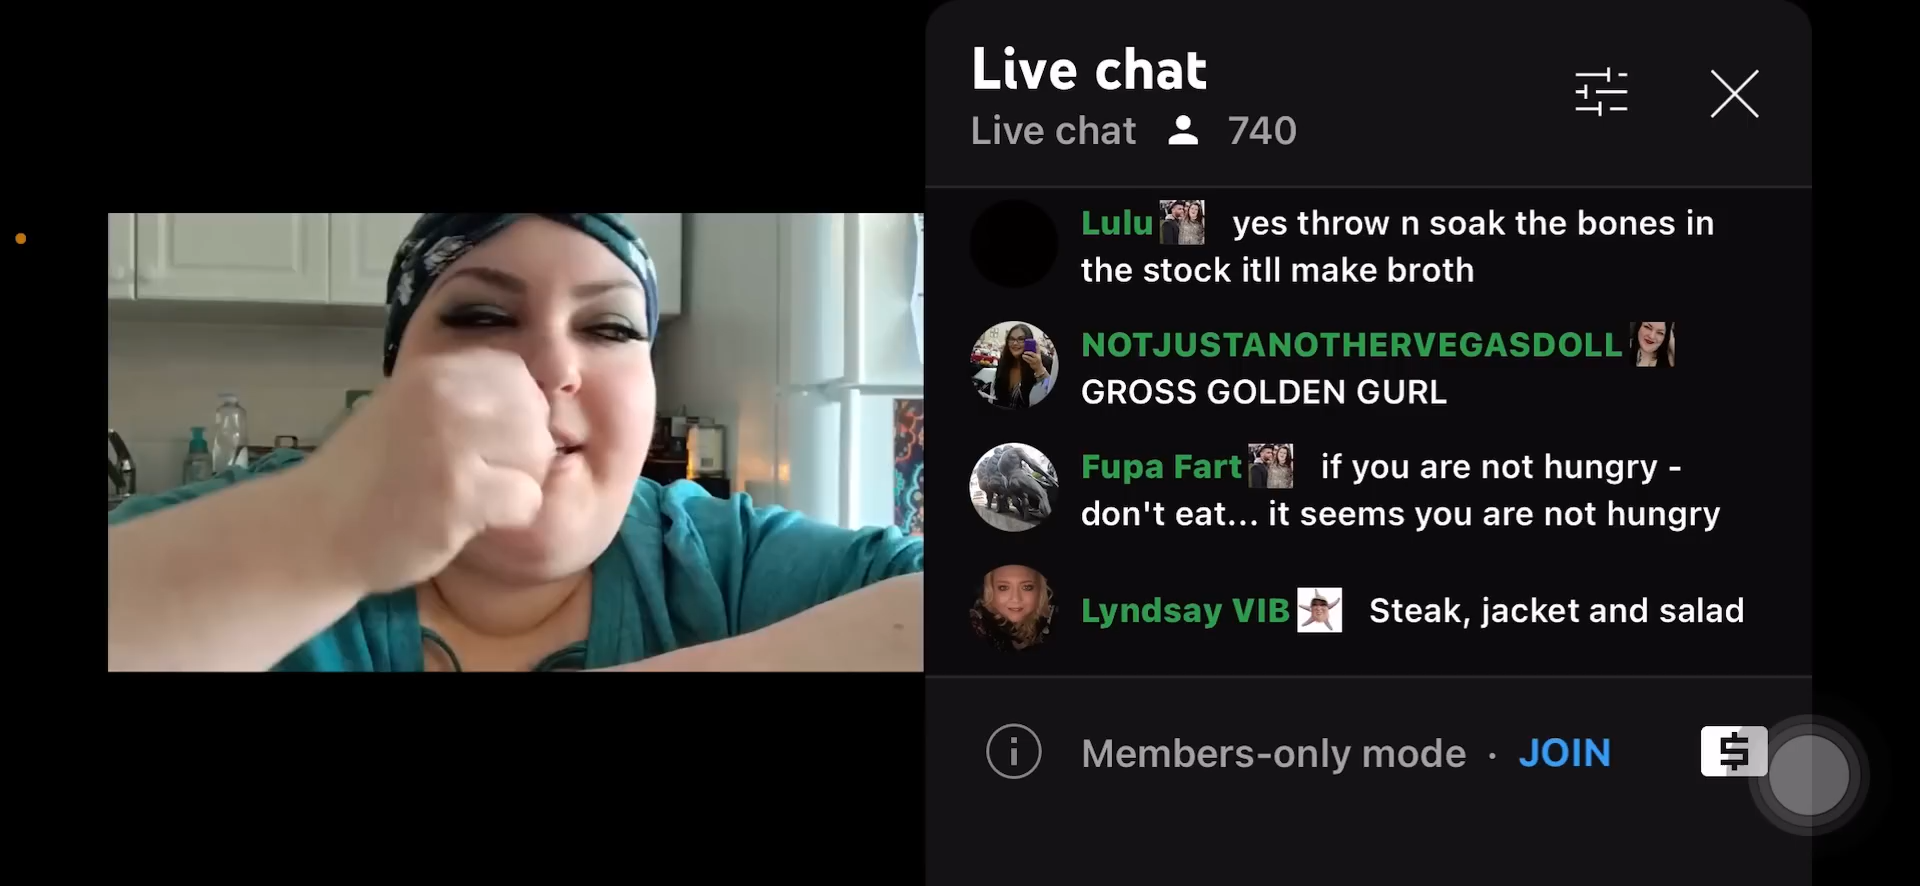 Live chat
Live chat 740
Lulu yes throw n soak the bones in
the stock itll make broth
NOTJUSTANOTHERVEGASDOLL
GROSS GOLDEN GURL
Fupa Fart if you are not hungry -
don't eat... it seems you are not hungry
Lyndsay VIB Steak, jacket and salad
Members-only mode · JOIN
$